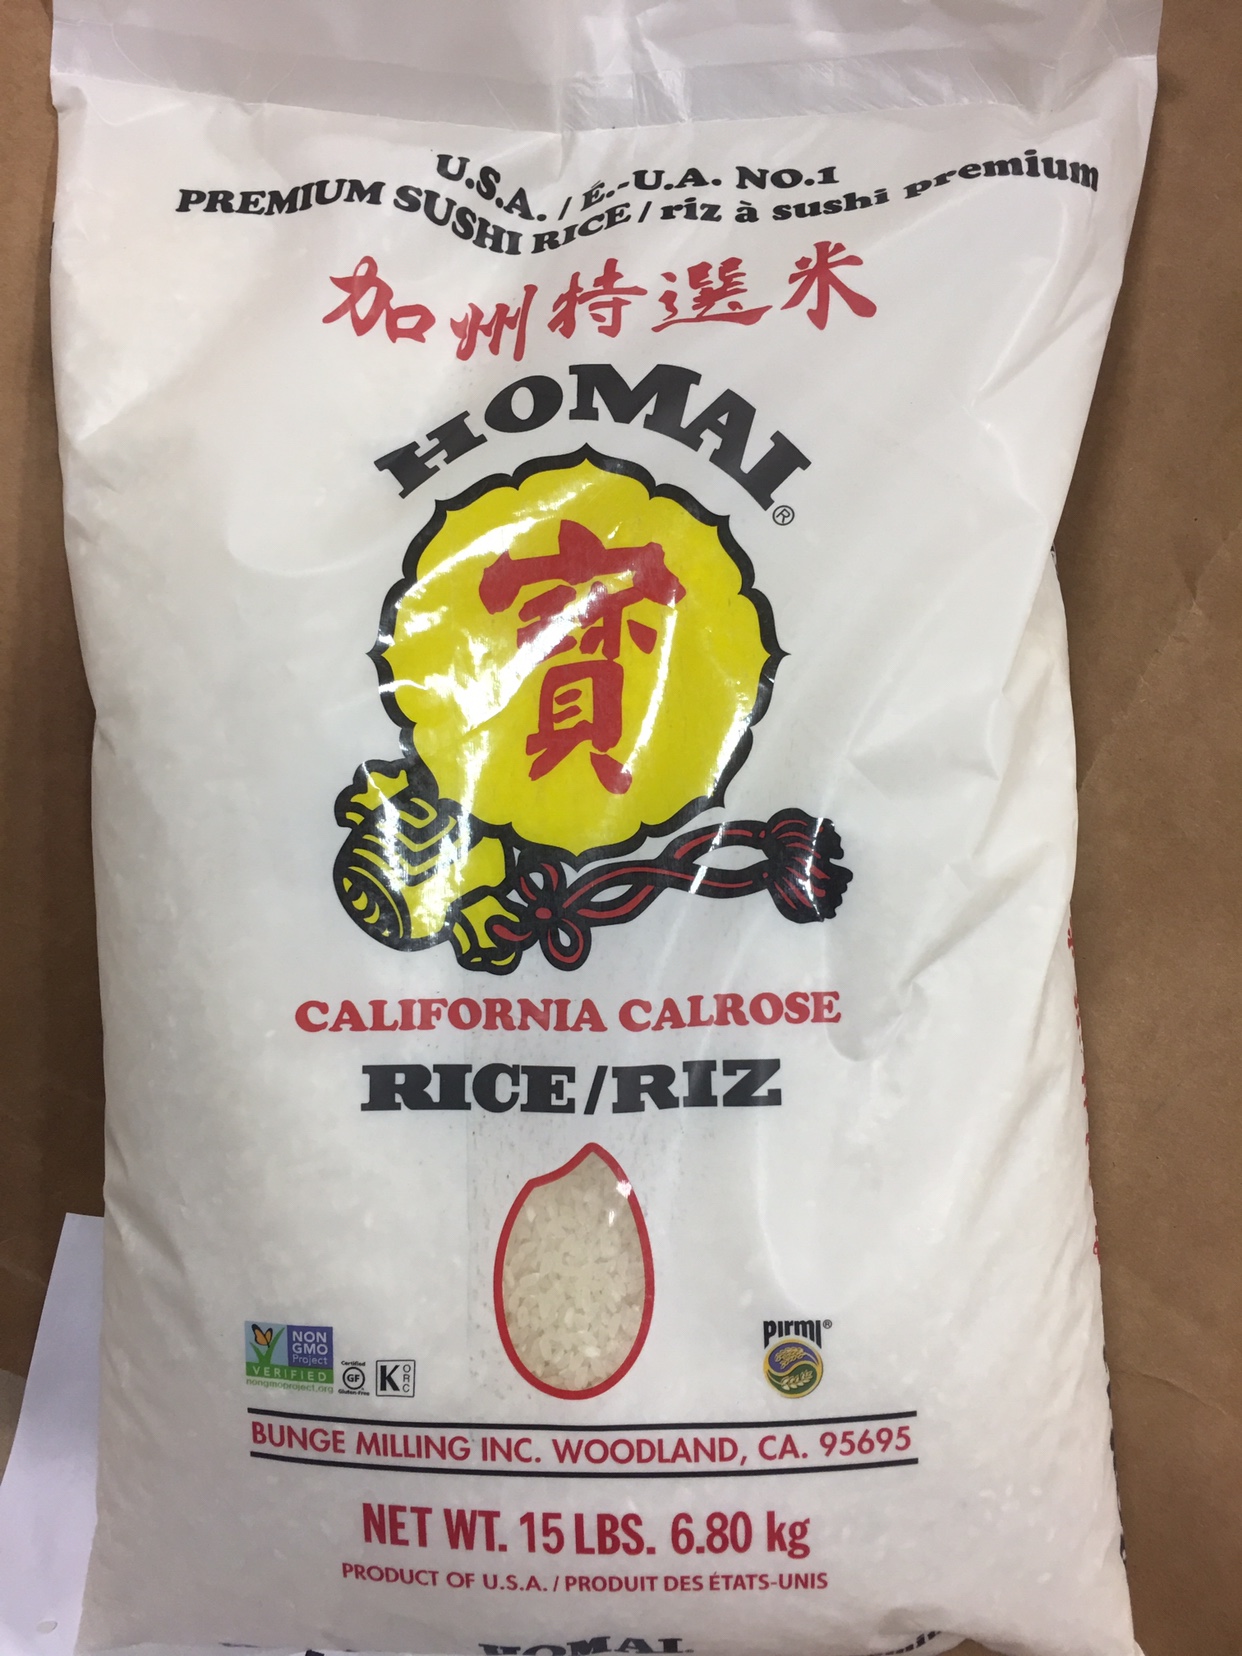 U.S.A. / É.-U.A. NO.1
PREMIUM SUSHI RICE / riz à sushi premium
加州特選米
HOMAI®
寳
CALIFORNIA CALROSE
RICE/RIZ
NON
GMO
Project
VERIFIED
nongmoproject.org
Certified
GF
Gluten-Free
K
ORC
PIRMI®
BUNGE MILLING INC. WOODLAND, CA. 95695
NET WT. 15 LBS. 6.80 kg
PRODUCT OF U.S.A. / PRODUIT DES ÉTATS-UNIS
HOMAI